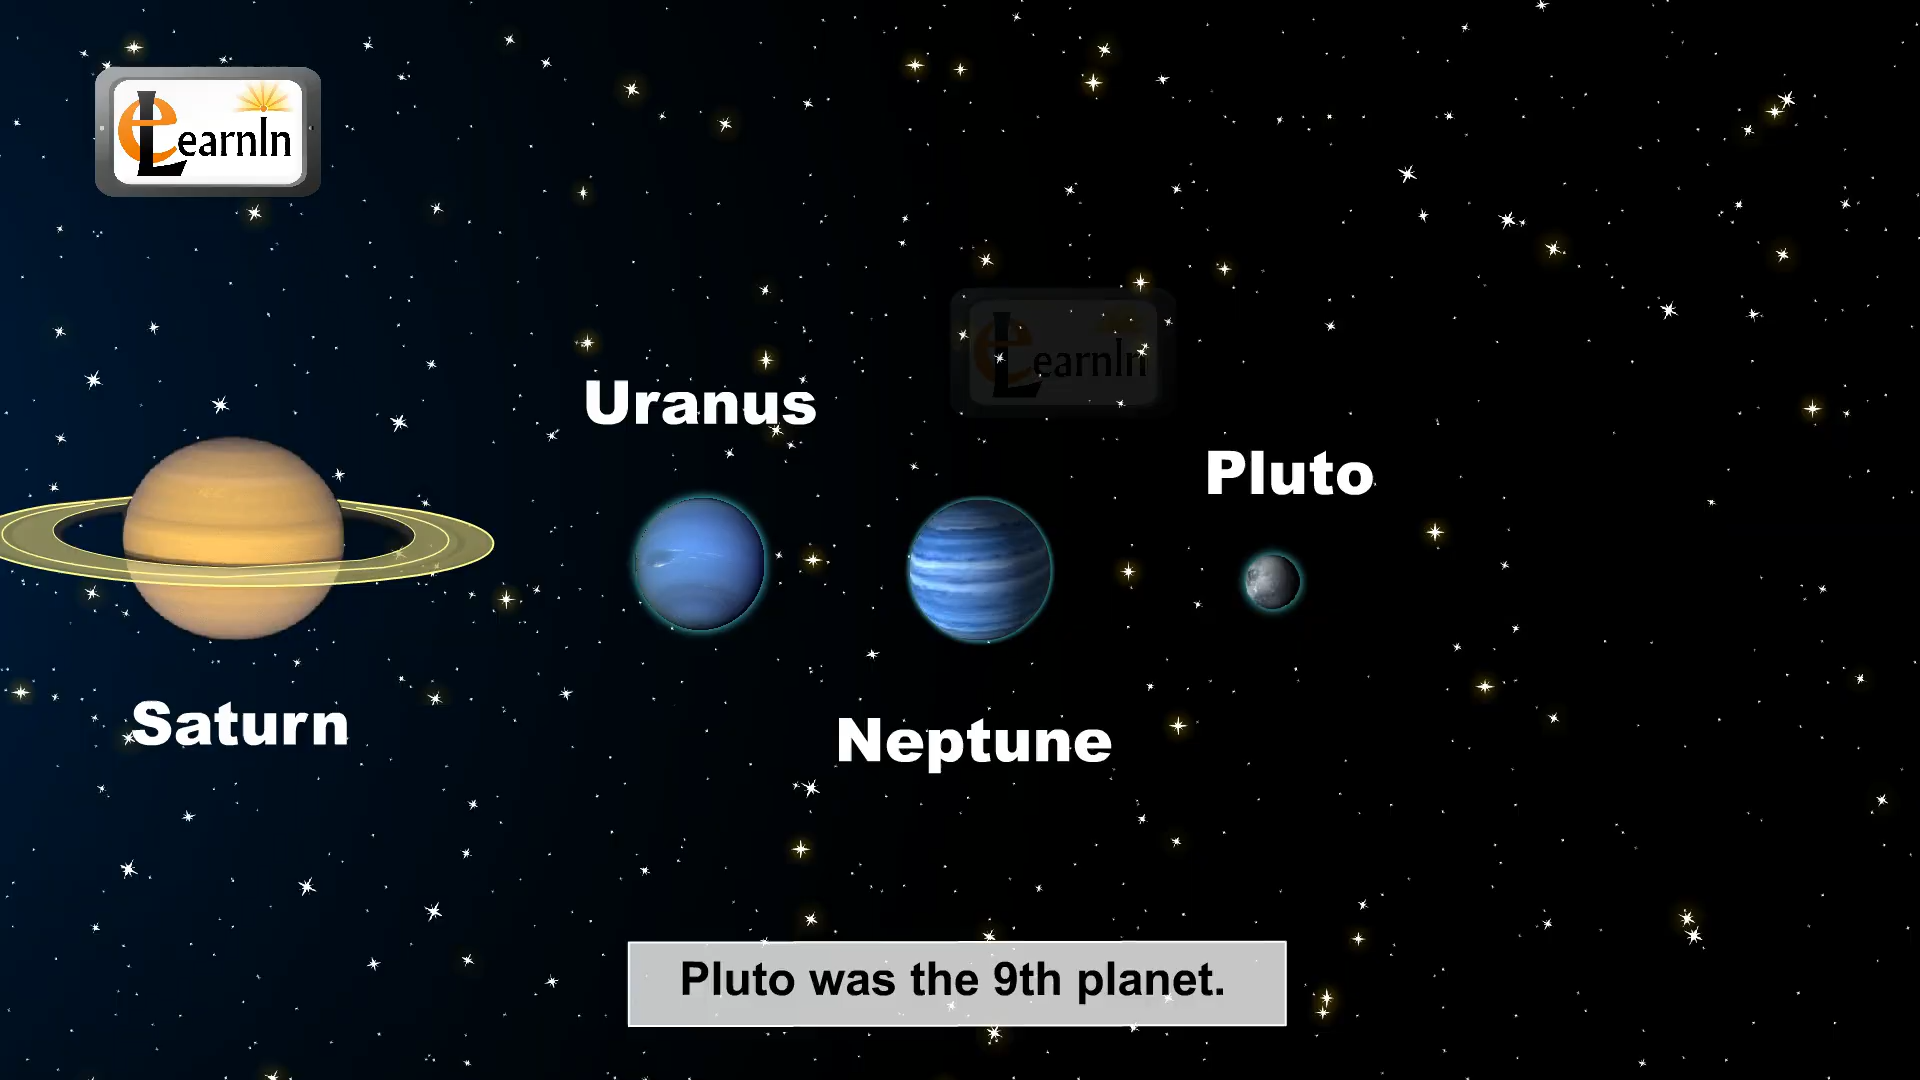 eLearnIn
eLearnIn
Uranus
Pluto
Saturn
Neptune
Pluto was the 9th planet.